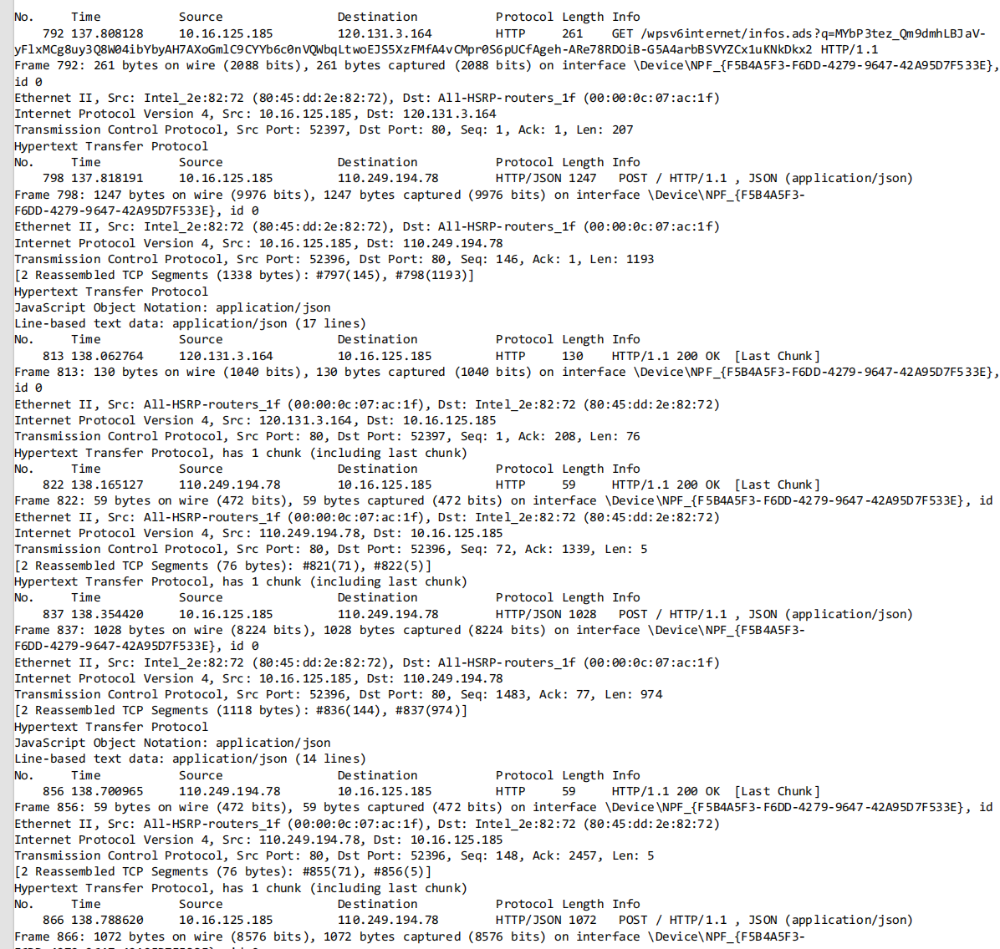 No.     Time           Source                Destination           Protocol Length Info
    792 137.808128     10.16.125.185         120.131.3.164         HTTP     261    GET /wpsv6internet/infos.ads?q=MYbP3tez_Qm9dmhLBJaV-
yFlxMCg8uy3Q8W04ibYbyAH7AXoGmlC9CYYb6c0nVQWbqLtwoEJS5XzFMfA4vCMpr0S6pUCfAgeh-ARe78RDOiB-G5A4arbBSVYZCx1uKNkDkx2 HTTP/1.1
Frame 792: 261 bytes on wire (2088 bits), 261 bytes captured (2088 bits) on interface \Device\NPF_{F5B4A5F3-F6DD-4279-9647-42A95D7F533E},
id 0
Ethernet II, Src: Intel_2e:82:72 (80:45:dd:2e:82:72), Dst: All-HSRP-routers_1f (00:00:0c:07:ac:1f)
Internet Protocol Version 4, Src: 10.16.125.185, Dst: 120.131.3.164
Transmission Control Protocol, Src Port: 52397, Dst Port: 80, Seq: 1, Ack: 1, Len: 207
Hypertext Transfer Protocol
No.     Time           Source                Destination           Protocol Length Info
    798 137.818191     10.16.125.185         110.249.194.78        HTTP/JSON 1247   POST / HTTP/1.1 , JSON (application/json)
Frame 798: 1247 bytes on wire (9976 bits), 1247 bytes captured (9976 bits) on interface \Device\NPF_{F5B4A5F3-
F6DD-4279-9647-42A95D7F533E}, id 0
Ethernet II, Src: Intel_2e:82:72 (80:45:dd:2e:82:72), Dst: All-HSRP-routers_1f (00:00:0c:07:ac:1f)
Internet Protocol Version 4, Src: 10.16.125.185, Dst: 110.249.194.78
Transmission Control Protocol, Src Port: 52396, Dst Port: 80, Seq: 146, Ack: 1, Len: 1193
[2 Reassembled TCP Segments (1338 bytes): #797(145), #798(1193)]
Hypertext Transfer Protocol
JavaScript Object Notation: application/json
Line-based text data: application/json (17 lines)
No.     Time           Source                Destination           Protocol Length Info
    813 138.062764     120.131.3.164         10.16.125.185         HTTP     130    HTTP/1.1 200 OK  [Last Chunk]
Frame 813: 130 bytes on wire (1040 bits), 130 bytes captured (1040 bits) on interface \Device\NPF_{F5B4A5F3-F6DD-4279-9647-42A95D7F533E},
id 0
Ethernet II, Src: All-HSRP-routers_1f (00:00:0c:07:ac:1f), Dst: Intel_2e:82:72 (80:45:dd:2e:82:72)
Internet Protocol Version 4, Src: 120.131.3.164, Dst: 10.16.125.185
Transmission Control Protocol, Src Port: 80, Dst Port: 52397, Seq: 1, Ack: 208, Len: 76
Hypertext Transfer Protocol, has 1 chunk (including last chunk)
No.     Time           Source                Destination           Protocol Length Info
    822 138.165127     110.249.194.78        10.16.125.185         HTTP     59     HTTP/1.1 200 OK  [Last Chunk]
Frame 822: 59 bytes on wire (472 bits), 59 bytes captured (472 bits) on interface \Device\NPF_{F5B4A5F3-F6DD-4279-9647-42A95D7F533E}, id
Ethernet II, Src: All-HSRP-routers_1f (00:00:0c:07:ac:1f), Dst: Intel_2e:82:72 (80:45:dd:2e:82:72)
Internet Protocol Version 4, Src: 110.249.194.78, Dst: 10.16.125.185
Transmission Control Protocol, Src Port: 80, Dst Port: 52396, Seq: 72, Ack: 1339, Len: 5
[2 Reassembled TCP Segments (76 bytes): #821(71), #822(5)]
Hypertext Transfer Protocol, has 1 chunk (including last chunk)
No.     Time           Source                Destination           Protocol Length Info
    837 138.354420     10.16.125.185         110.249.194.78        HTTP/JSON 1028   POST / HTTP/1.1 , JSON (application/json)
Frame 837: 1028 bytes on wire (8224 bits), 1028 bytes captured (8224 bits) on interface \Device\NPF_{F5B4A5F3-
F6DD-4279-9647-42A95D7F533E}, id 0
Ethernet II, Src: Intel_2e:82:72 (80:45:dd:2e:82:72), Dst: All-HSRP-routers_1f (00:00:0c:07:ac:1f)
Internet Protocol Version 4, Src: 10.16.125.185, Dst: 110.249.194.78
Transmission Control Protocol, Src Port: 52396, Dst Port: 80, Seq: 1483, Ack: 77, Len: 974
[2 Reassembled TCP Segments (1118 bytes): #836(144), #837(974)]
Hypertext Transfer Protocol
JavaScript Object Notation: application/json
Line-based text data: application/json (14 lines)
No.     Time           Source                Destination           Protocol Length Info
    856 138.700965     110.249.194.78        10.16.125.185         HTTP     59     HTTP/1.1 200 OK  [Last Chunk]
Frame 856: 59 bytes on wire (472 bits), 59 bytes captured (472 bits) on interface \Device\NPF_{F5B4A5F3-F6DD-4279-9647-42A95D7F533E}, id
Ethernet II, Src: All-HSRP-routers_1f (00:00:0c:07:ac:1f), Dst: Intel_2e:82:72 (80:45:dd:2e:82:72)
Internet Protocol Version 4, Src: 110.249.194.78, Dst: 10.16.125.185
Transmission Control Protocol, Src Port: 80, Dst Port: 52396, Seq: 148, Ack: 2457, Len: 5
[2 Reassembled TCP Segments (76 bytes): #855(71), #856(5)]
Hypertext Transfer Protocol, has 1 chunk (including last chunk)
No.     Time           Source                Destination           Protocol Length Info
    866 138.788620     10.16.125.185         110.249.194.78        HTTP/JSON 1072   POST / HTTP/1.1 , JSON (application/json)
Frame 866: 1072 bytes on wire (8576 bits), 1072 bytes captured (8576 bits) on interface \Device\NPF_{F5B4A5F3-